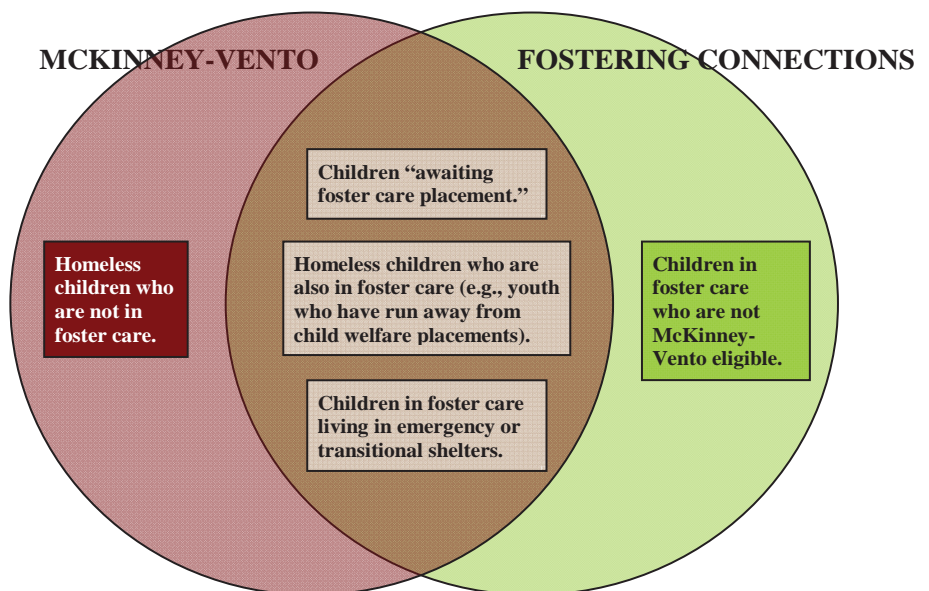 MCKINNEY-VENTO
FOSTERING CONNECTIONS
Children “awaiting
foster care placement.”
Homeless
children who
are not in
foster care.
Homeless children who are
also in foster care (e.g., youth
who have run away from
child welfare placements).
Children in
foster care
who are not
McKinney-
Vento eligible.
Children in foster care
living in emergency or
transitional shelters.